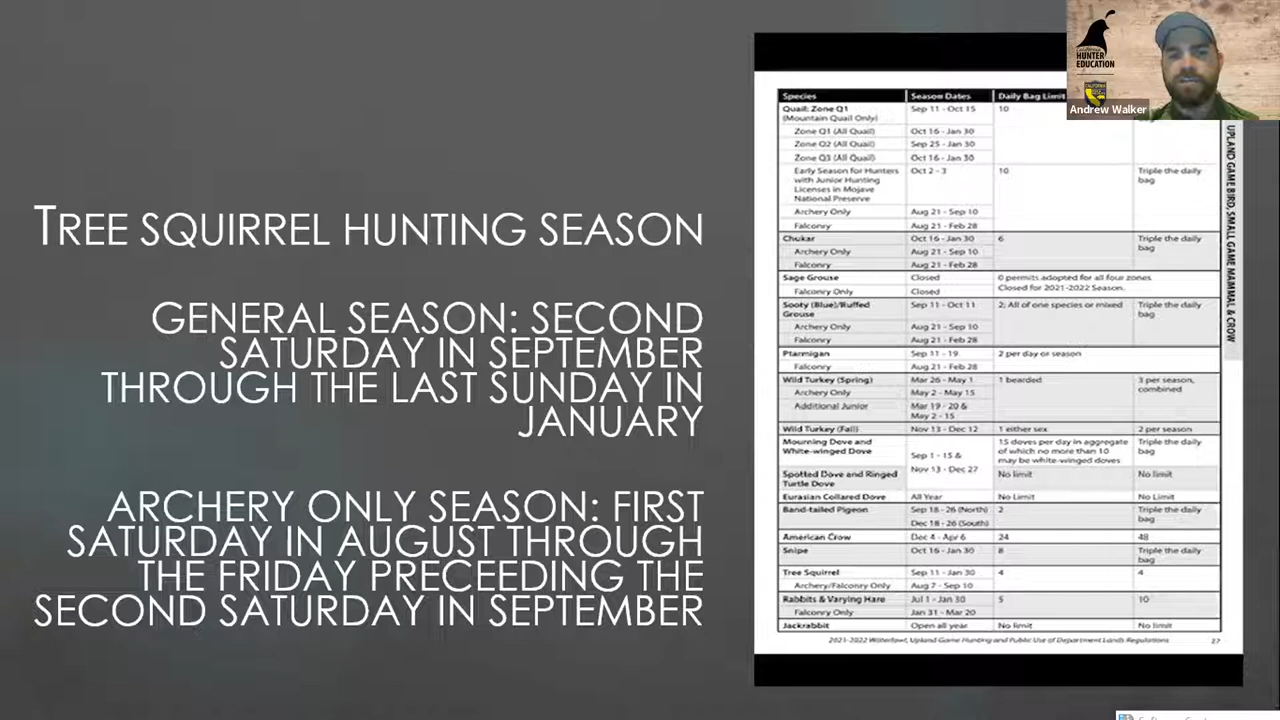 TREE SQUIRREL HUNTING SEASON
GENERAL SEASON: SECOND
SATURDAY IN SEPTEMBER
THROUGH THE LAST SUNDAY IN
JANUARY
ARCHERY ONLY SEASON: FIRST
SATURDAY IN AUGUST THROUGH
THE FRIDAY PRECEEDING THE
SECOND SATURDAY IN SEPTEMBER
Species Season Dates Daily Bag Limit
Quail: Zone Q1 Sep 11 - Oct 15 10
(Mountain Quail Only)
Zone Q1 (All Quail) Oct 16 - Jan 30
Zone Q2 (All Quail) Sep 25 - Jan 30
Zone Q3 (All Quail) Oct 16 - Jan 30
Early Season for Hunters Oct 2 - 3 10 Triple the daily
with Junior Hunting bag
Licenses in Mojave
National Preserve
Archery Only Aug 21 - Sep 10
Falconry Aug 21 - Feb 28
Chukar Oct 16 - Jan 30 6 Triple the daily
Archery Only Aug 21 - Sep 10 bag
Falconry Aug 21 - Feb 28
Sage Grouse Closed 0 permits adopted for all four zones.
Falconry Only Closed Closed for 2021-2022 Season.
Sooty (Blue)/Ruffed Sep 11 - Oct 11 2; All of one species or mixed Triple the daily
Grouse bag
Archery Only Aug 21 - Sep 10
Falconry Aug 21 - Feb 28
Ptarmigan Sep 11 - 19 2 per day or season
Falconry Aug 21 - Feb 28
Wild Turkey (Spring) Mar 26 - May 1 1 bearded 3 per season,
Archery Only May 2 - May 15 combined
Additional Junior Mar 19 - 20 &
May 2 - 15
Wild Turkey (Fall) Nov 13 - Dec 12 1 either sex 2 per season
Mourning Dove and 15 doves per day in aggregate Triple the daily
White-winged Dove Sep 1 - 15 & of which no more than 10 bag
Nov 13 - Dec 27 may be white-winged doves
Spotted Dove and Ringed No limit No limit
Turtle Dove
Eurasian Collared Dove All Year No Limit No Limit
Band-tailed Pigeon Sep 18 - 26 (North) 2 Triple the daily
Dec 18 - 26 (South) bag
American Crow Dec 4 - Apr 6 24 48
Snipe Oct 16 - Jan 30 8 Triple the daily
bag
Tree Squirrel Sep 11 - Jan 30 4 4
Archery/Falconry Only Aug 7 - Sep 10
Rabbits & Varying Hare Jul 1 - Jan 30 5 10
Falconry Only Jan 31 - Mar 20
Jackrabbit Open all year No limit No limit
2021-2022 Waterfowl, Upland Game Hunting and Public Use of Department Lands Regulations 27
UPLAND GAME BIRD, SMALL GAME MAMMAL & CROW
HUNTER
EDUCATION
Andrew Walker